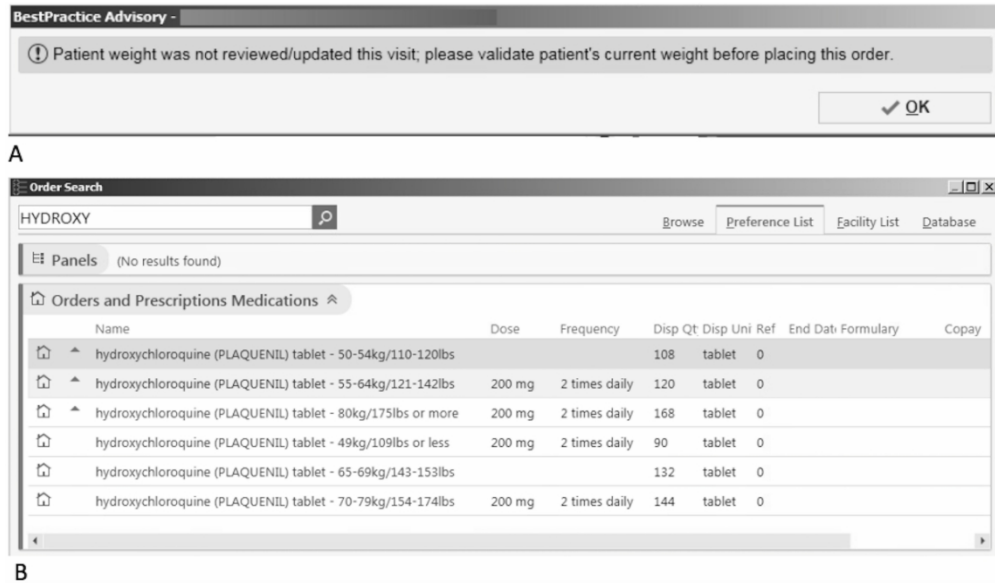 BestPractice Advisory -
Patient weight was not reviewed/updated this visit; please validate patient's current weight before placing this order.
OK
A
Order Search
HYDROXY
Browse Preference List Facility List Database
Panels (No results found)
Orders and Prescriptions Medications
Name Dose Frequency Disp Qt Disp Uni Ref End Dat Formulary Copay
hydroxychloroquine (PLAQUENIL) tablet - 50-54kg/110-120lbs 108 tablet 0
hydroxychloroquine (PLAQUENIL) tablet - 55-64kg/121-142lbs 200 mg 2 times daily 120 tablet 0
hydroxychloroquine (PLAQUENIL) tablet - 80kg/175lbs or more 200 mg 2 times daily 168 tablet 0
hydroxychloroquine (PLAQUENIL) tablet - 49kg/109lbs or less 200 mg 2 times daily 90 tablet 0
hydroxychloroquine (PLAQUENIL) tablet - 65-69kg/143-153lbs 132 tablet 0
hydroxychloroquine (PLAQUENIL) tablet - 70-79kg/154-174lbs 200 mg 2 times daily 144 tablet 0
B